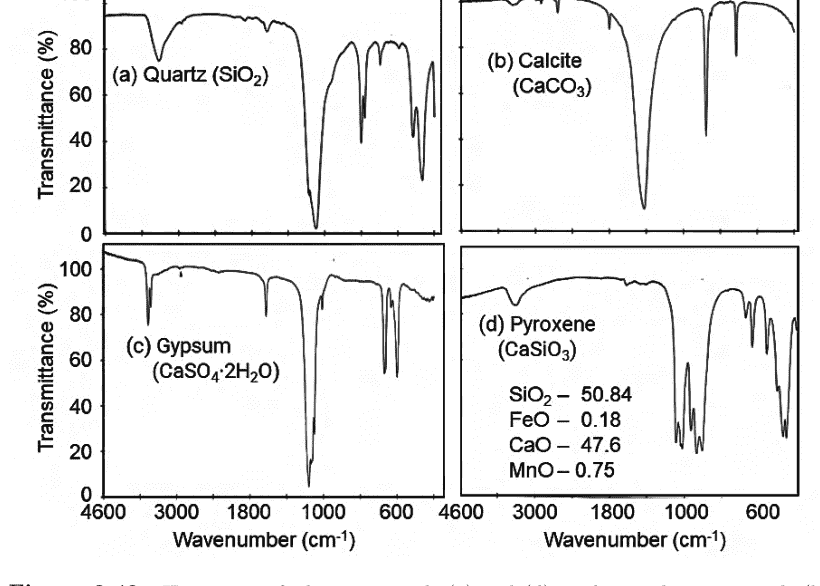 80
60
40
20
0
Transmittance (%)
(a) Quartz (SiO₂)
(b) Calcite
(CaCO₃)
100
80
60
40
20
0
Transmittance (%)
(c) Gypsum
(CaSO₄·2H₂O)
(d) Pyroxene
(CaSiO₃)
SiO₂ – 50.84
FeO – 0.18
CaO – 47.6
MnO – 0.75
4600 3000 1800 1000 600
4600 3000 1800 1000 600
Wavenumber (cm⁻¹)
Wavenumber (cm⁻¹)